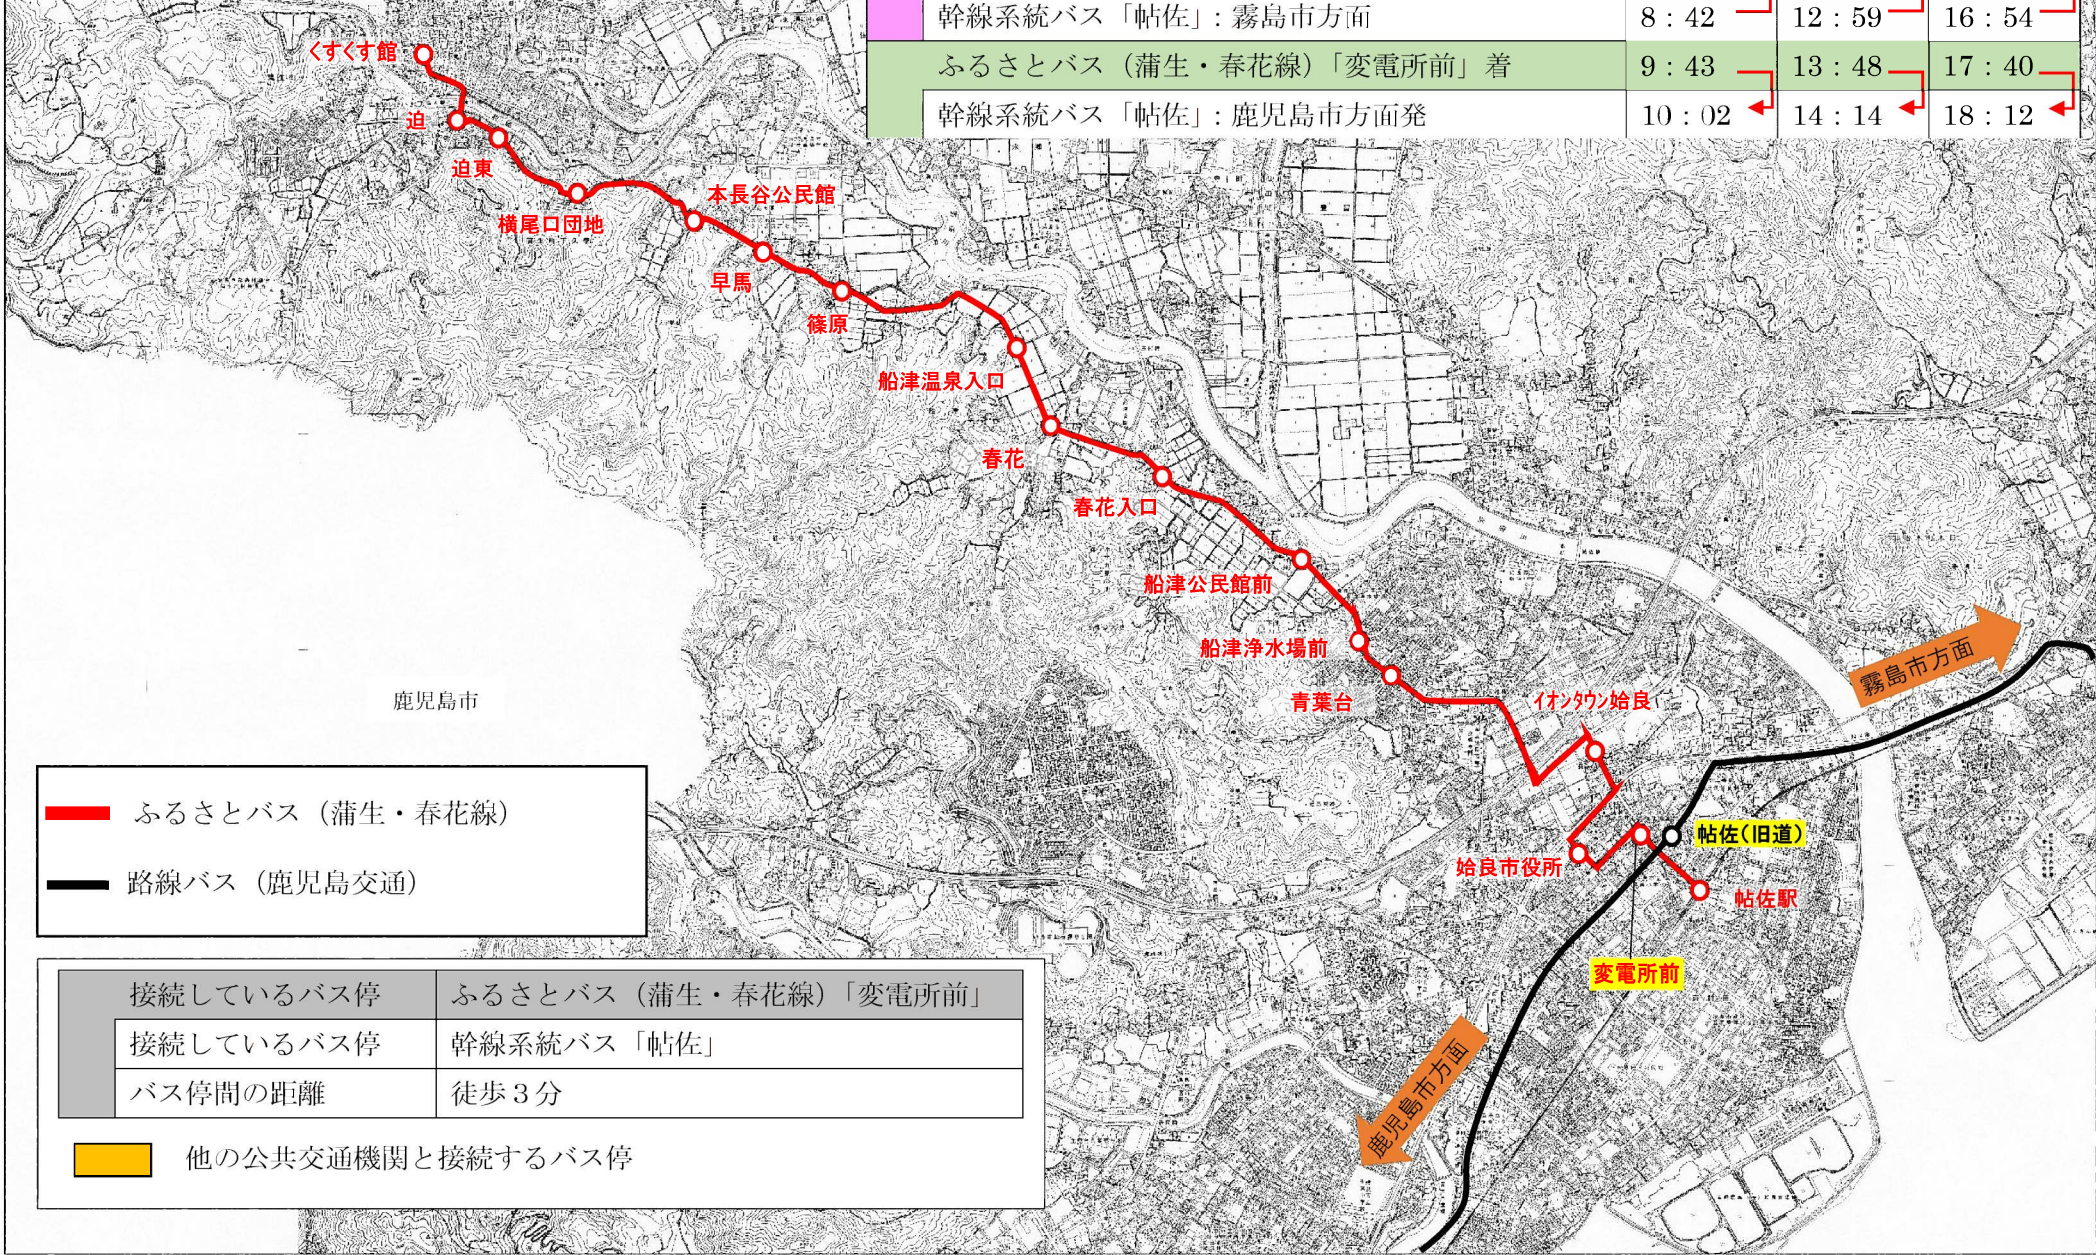 幹線系統バス「帖佐」：霧島市方面 8：42 12：59 16：54
ふるさとバス（蒲生・春花線）「変電所前」着 9：43 13：48 17：40
幹線系統バス「帖佐」：鹿児島市方面発 10：02 14：14 18：12
くすくす館
迫
迫東
横尾口団地
本長谷公民館
早馬
篠原
船津温泉入口
春花
春花入口
船津公民館前
船津浄水場前
青葉台
イオンタウン姶良
霧島市方面
鹿児島市
帖佐（旧道）
姶良市役所
帖佐駅
変電所前
鹿児島市方面
ふるさとバス（蒲生・春花線）
路線バス（鹿児島交通）
接続しているバス停 ふるさとバス（蒲生・春花線）「変電所前」
接続しているバス停 幹線系統バス「帖佐」
バス停間の距離 徒歩３分
他の公共交通機関と接続するバス停